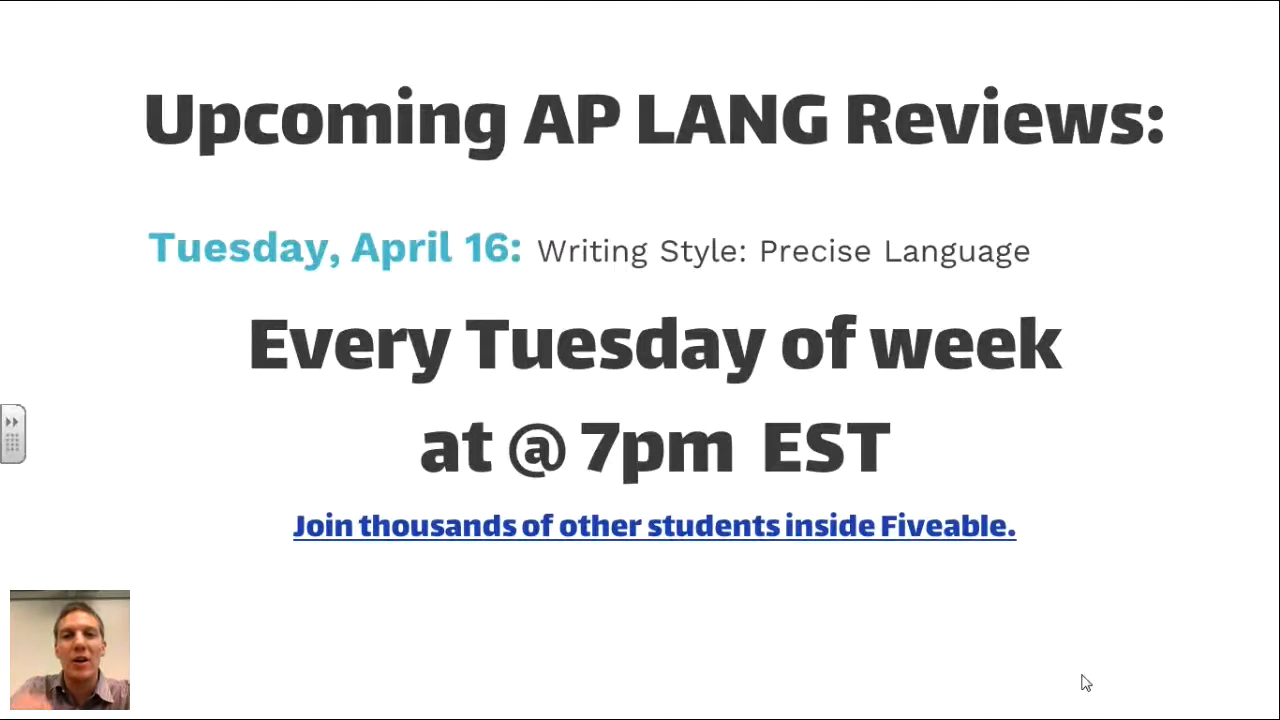 Upcoming AP LANG Reviews:
Tuesday, April 16: Writing Style: Precise Language
Every Tuesday of week
at @ 7pm EST
Join thousands of other students inside Fiveable.